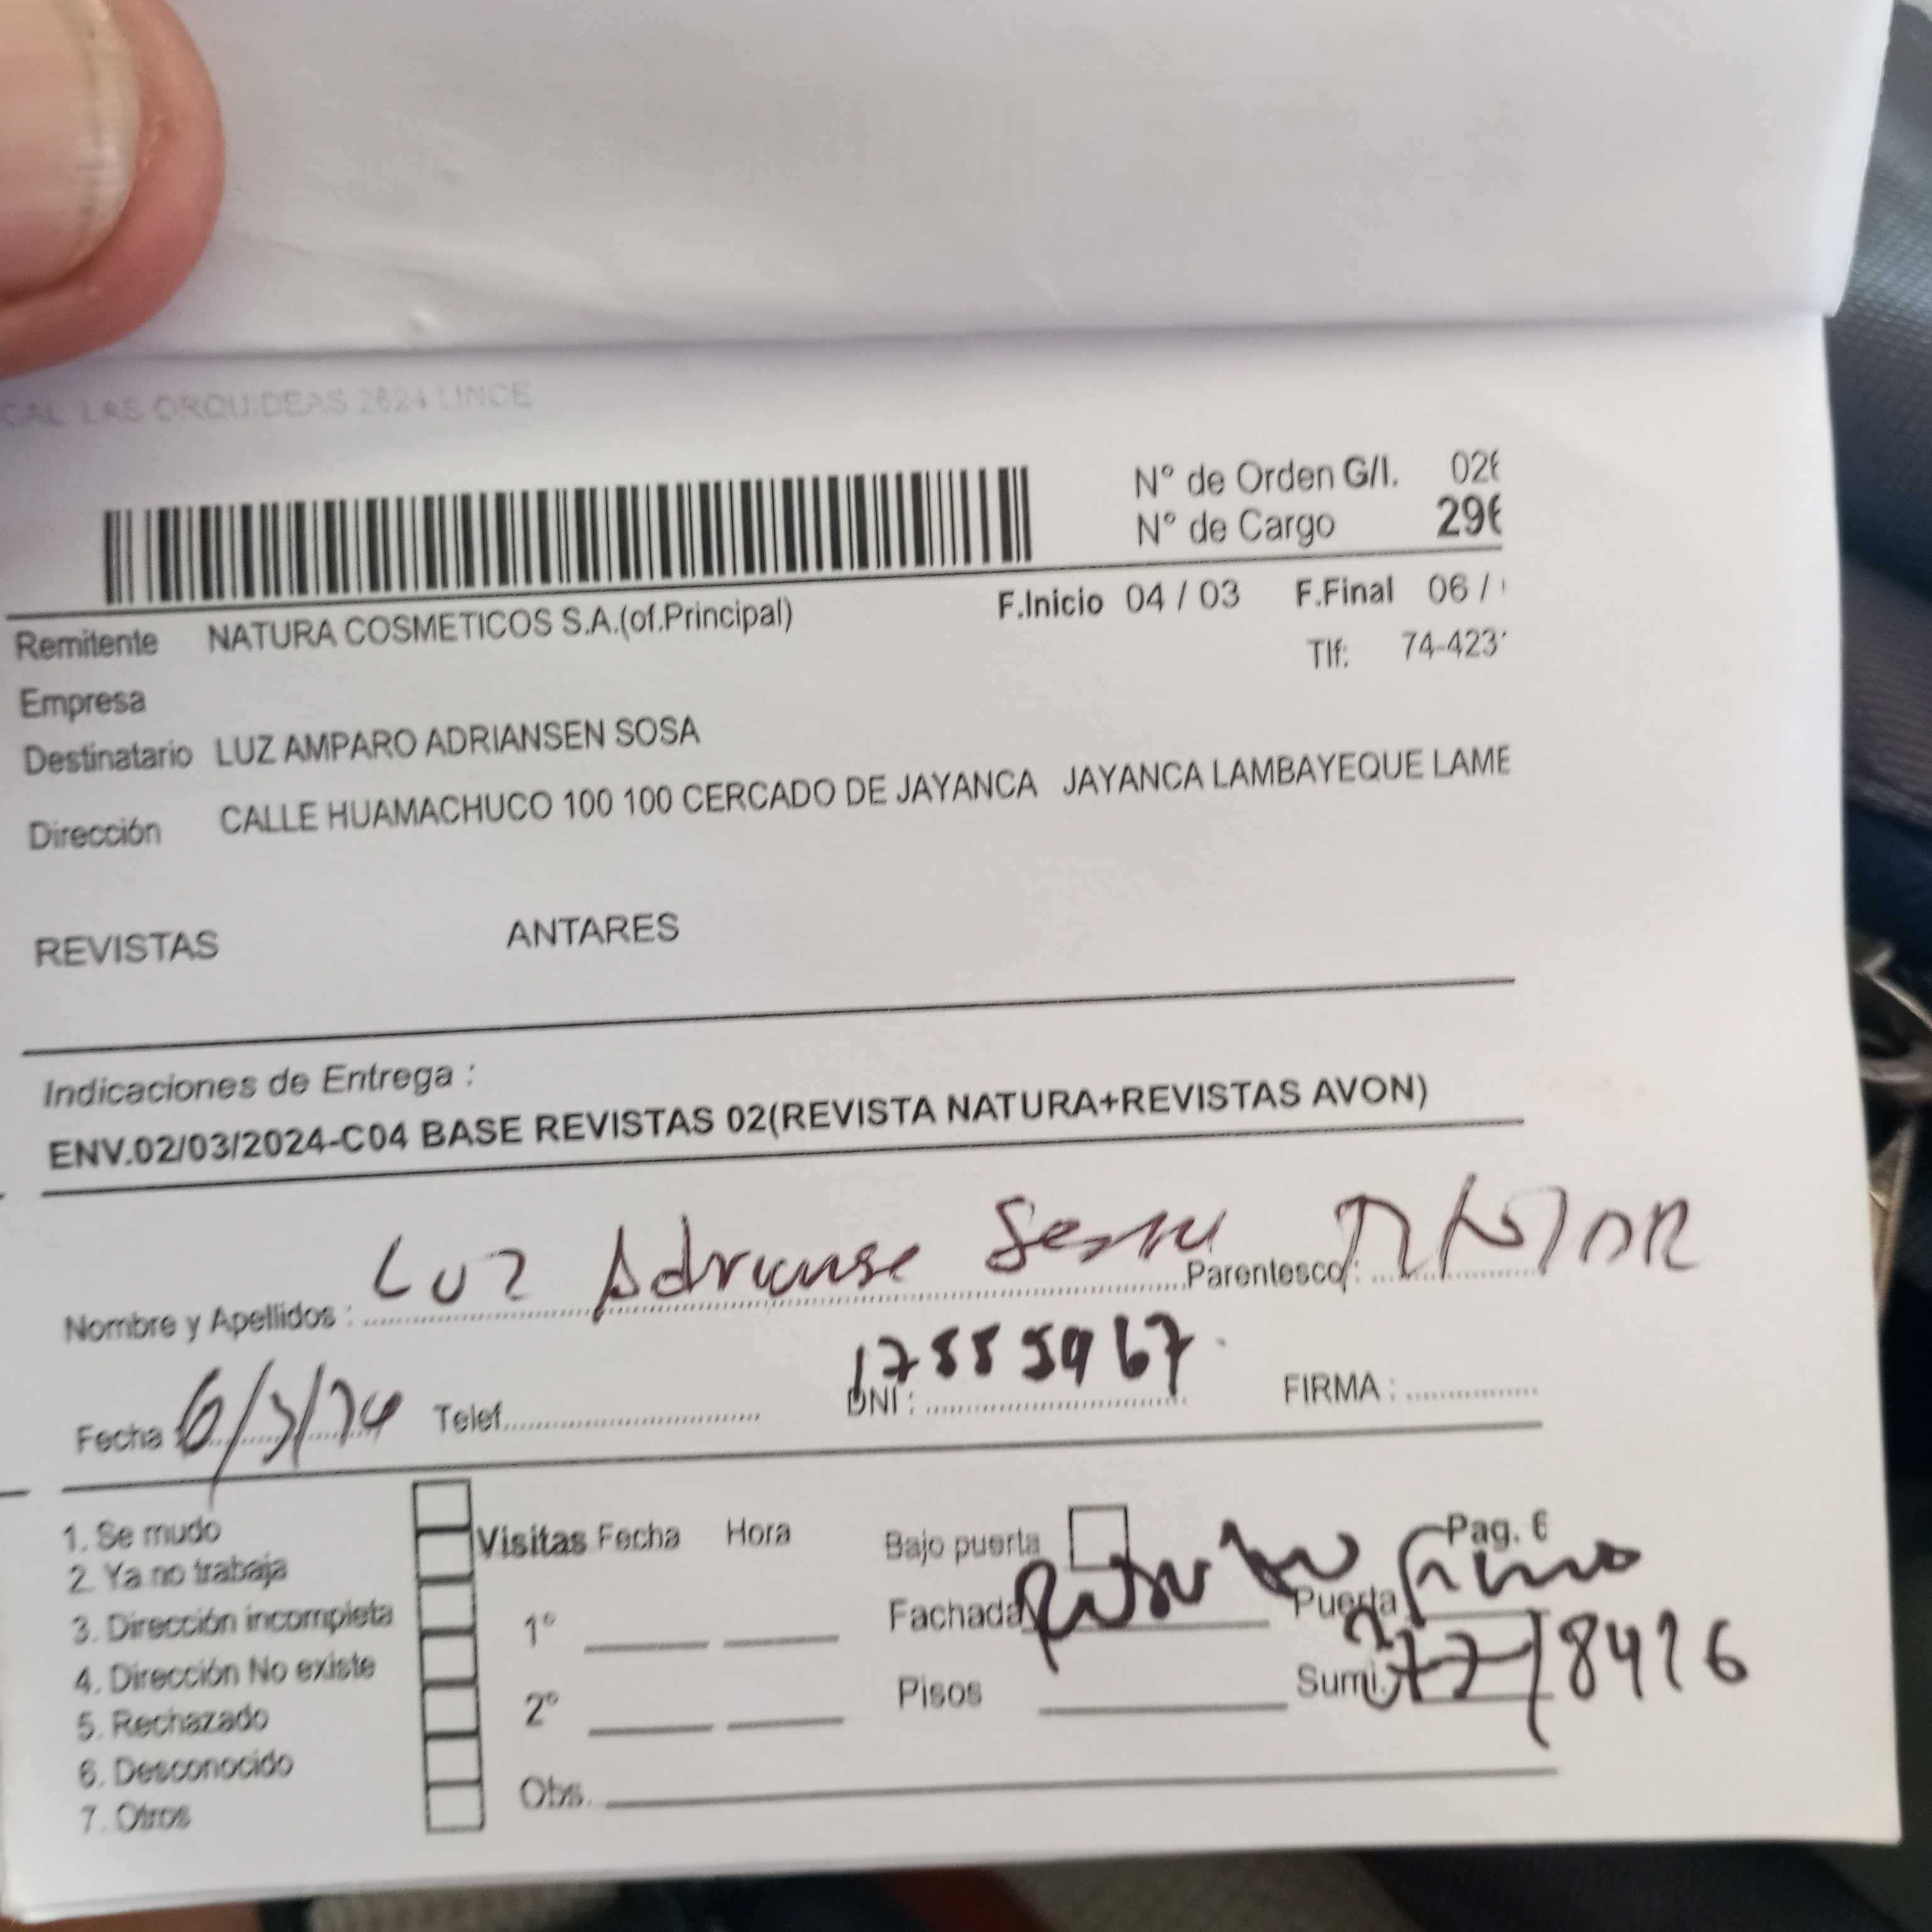 CAL LAS ORQUIDEAS 2624 LINCE
N° de Orden G/I. 026
N° de Cargo 296
F.Inicio 04 / 03 F.Final 06 /
Remitente NATURA COSMETICOS S.A.(of.Principal)
Tlf: 74-423
Empresa
Destinatario LUZ AMPARO ADRIANSEN SOSA
Dirección CALLE HUAMACHUCO 100 100 CERCADO DE JAYANCA JAYANCA LAMBAYEQUE LAME
REVISTAS ANTARES
Indicaciones de Entrega :
ENV.02/03/2024-C04 BASE REVISTAS 02(REVISTA NATURA+REVISTAS AVON)
Nombre y Apellidos : Luz Parentesco :
Fecha 6/3/24 Telef. DNI : FIRMA :
1. Se mudo
2. Ya no trabaja
3. Dirección incompleta
4. Dirección No existe
5. Rechazado
6. Desconocido
7. Otros
Visitas Fecha Hora
1°
2°
Obs.
Bajo puerta Pag. 6
Fachada Puerta
Pisos Sumi.